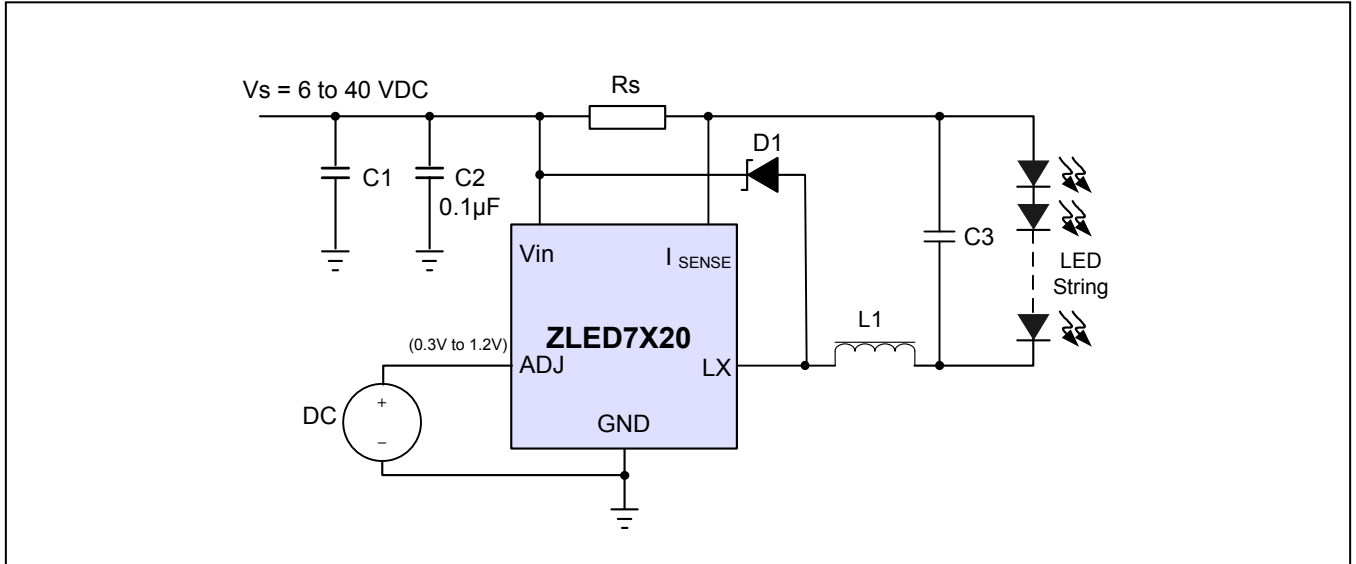 Vs = 6 to 40 VDC
Rs
D1
C1
C2
0.1µF
C3
Vin
I SENSE
LED
String
L1
ZLED7X20
(0.3V to 1.2V)
ADJ
LX
DC
+
−
GND